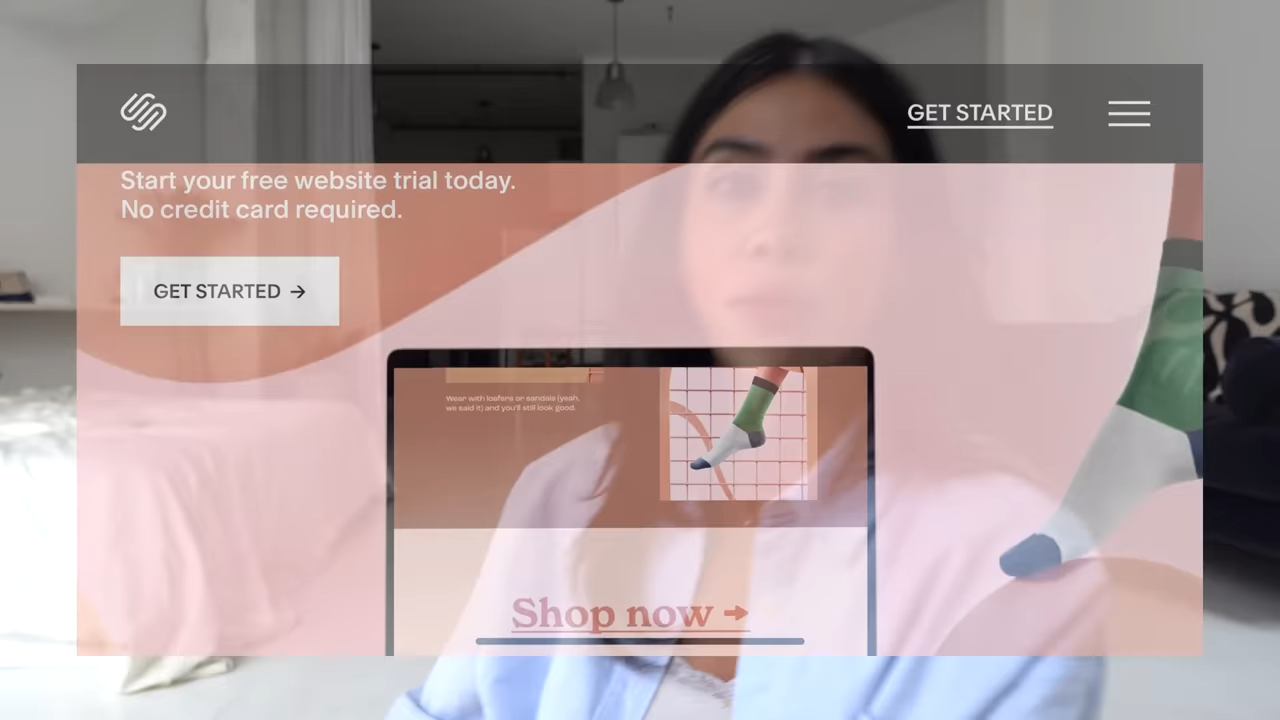 GET STARTED
Start your free website trial today.
No credit card required.
GET STARTED →
Wear with loafers or sandals (yeah,
we said it) and you'll still look good.
Shop now →